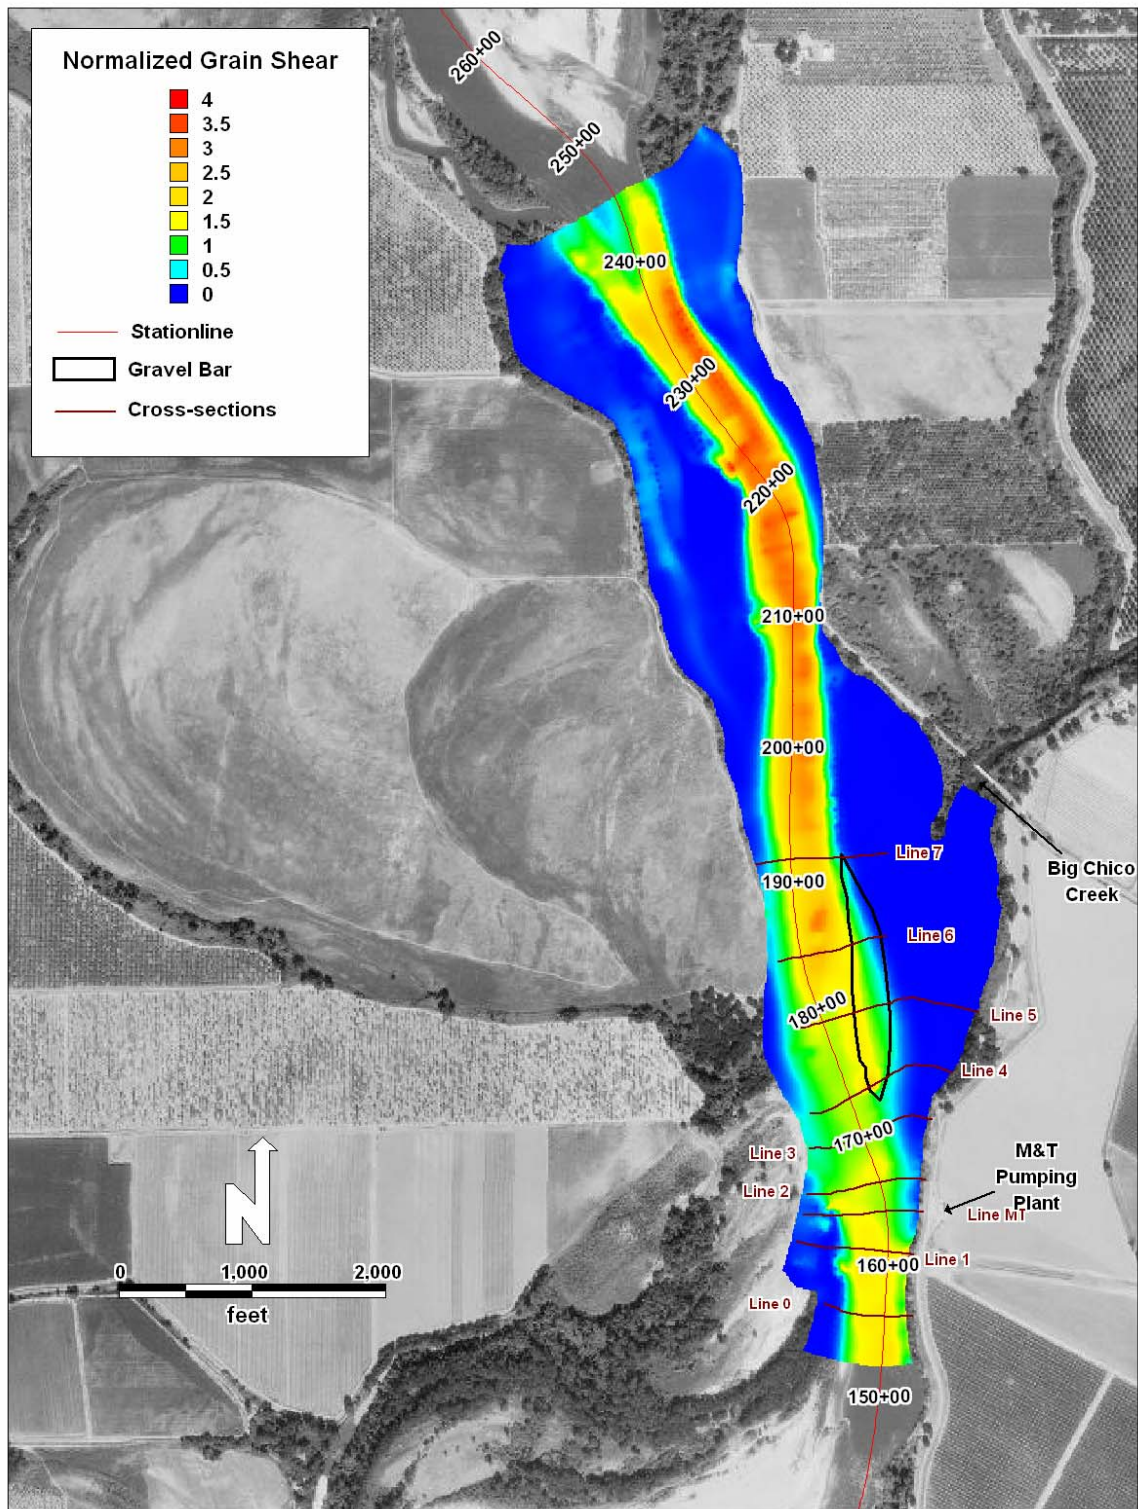 Normalized Grain Shear
4
3.5
3
2.5
2
1.5
1
0.5
0
Stationline
Gravel Bar
Cross-sections
260+00
250+00
240+00
230+00
220+00
210+00
200+00
Line 7
190+00
Big Chico
Creek
Line 6
180+00
Line 5
Line 4
170+00
Line 3
M&T
Pumping
Plant
Line 2
Line MT
N
160+00
Line 1
0 1,000 2,000
feet
Line 0
150+00